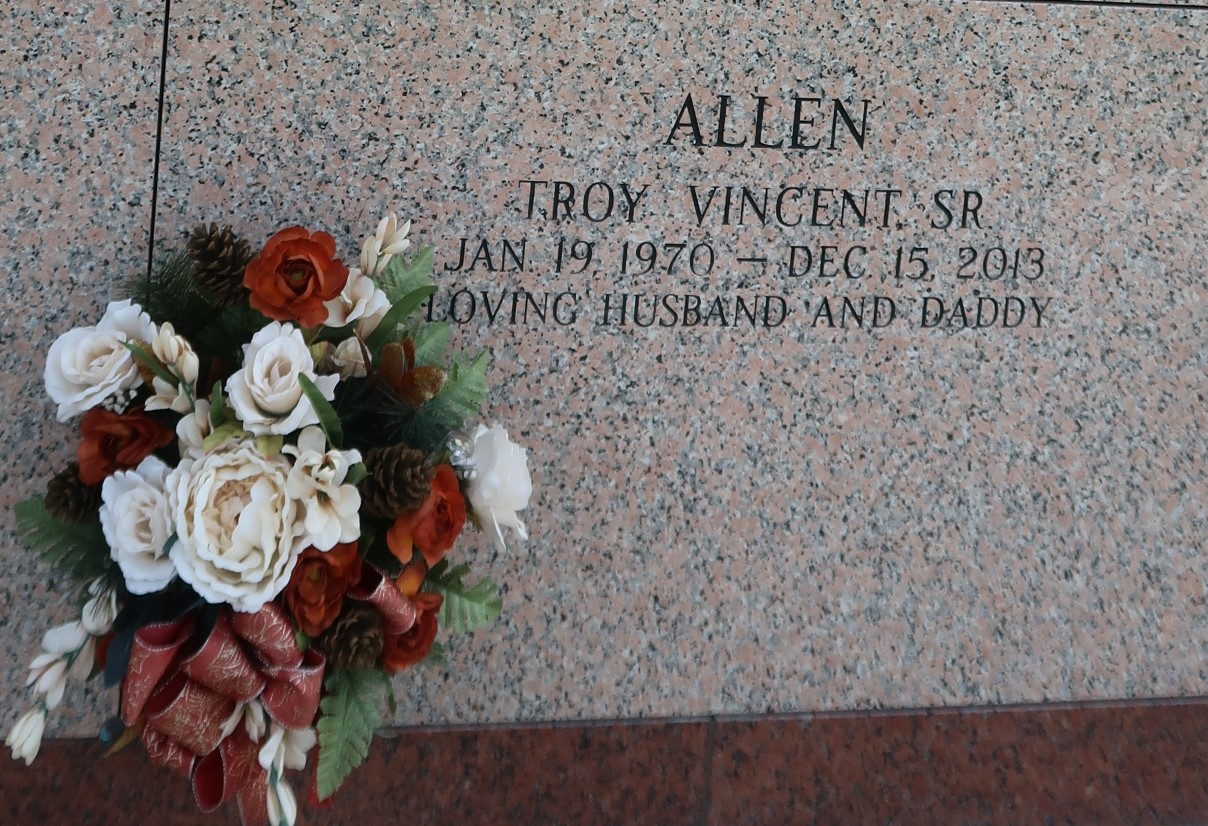 ALLEN
TROY VINCENT, SR
JAN 19, 1970 — DEC 15, 2013
LOVING HUSBAND AND DADDY